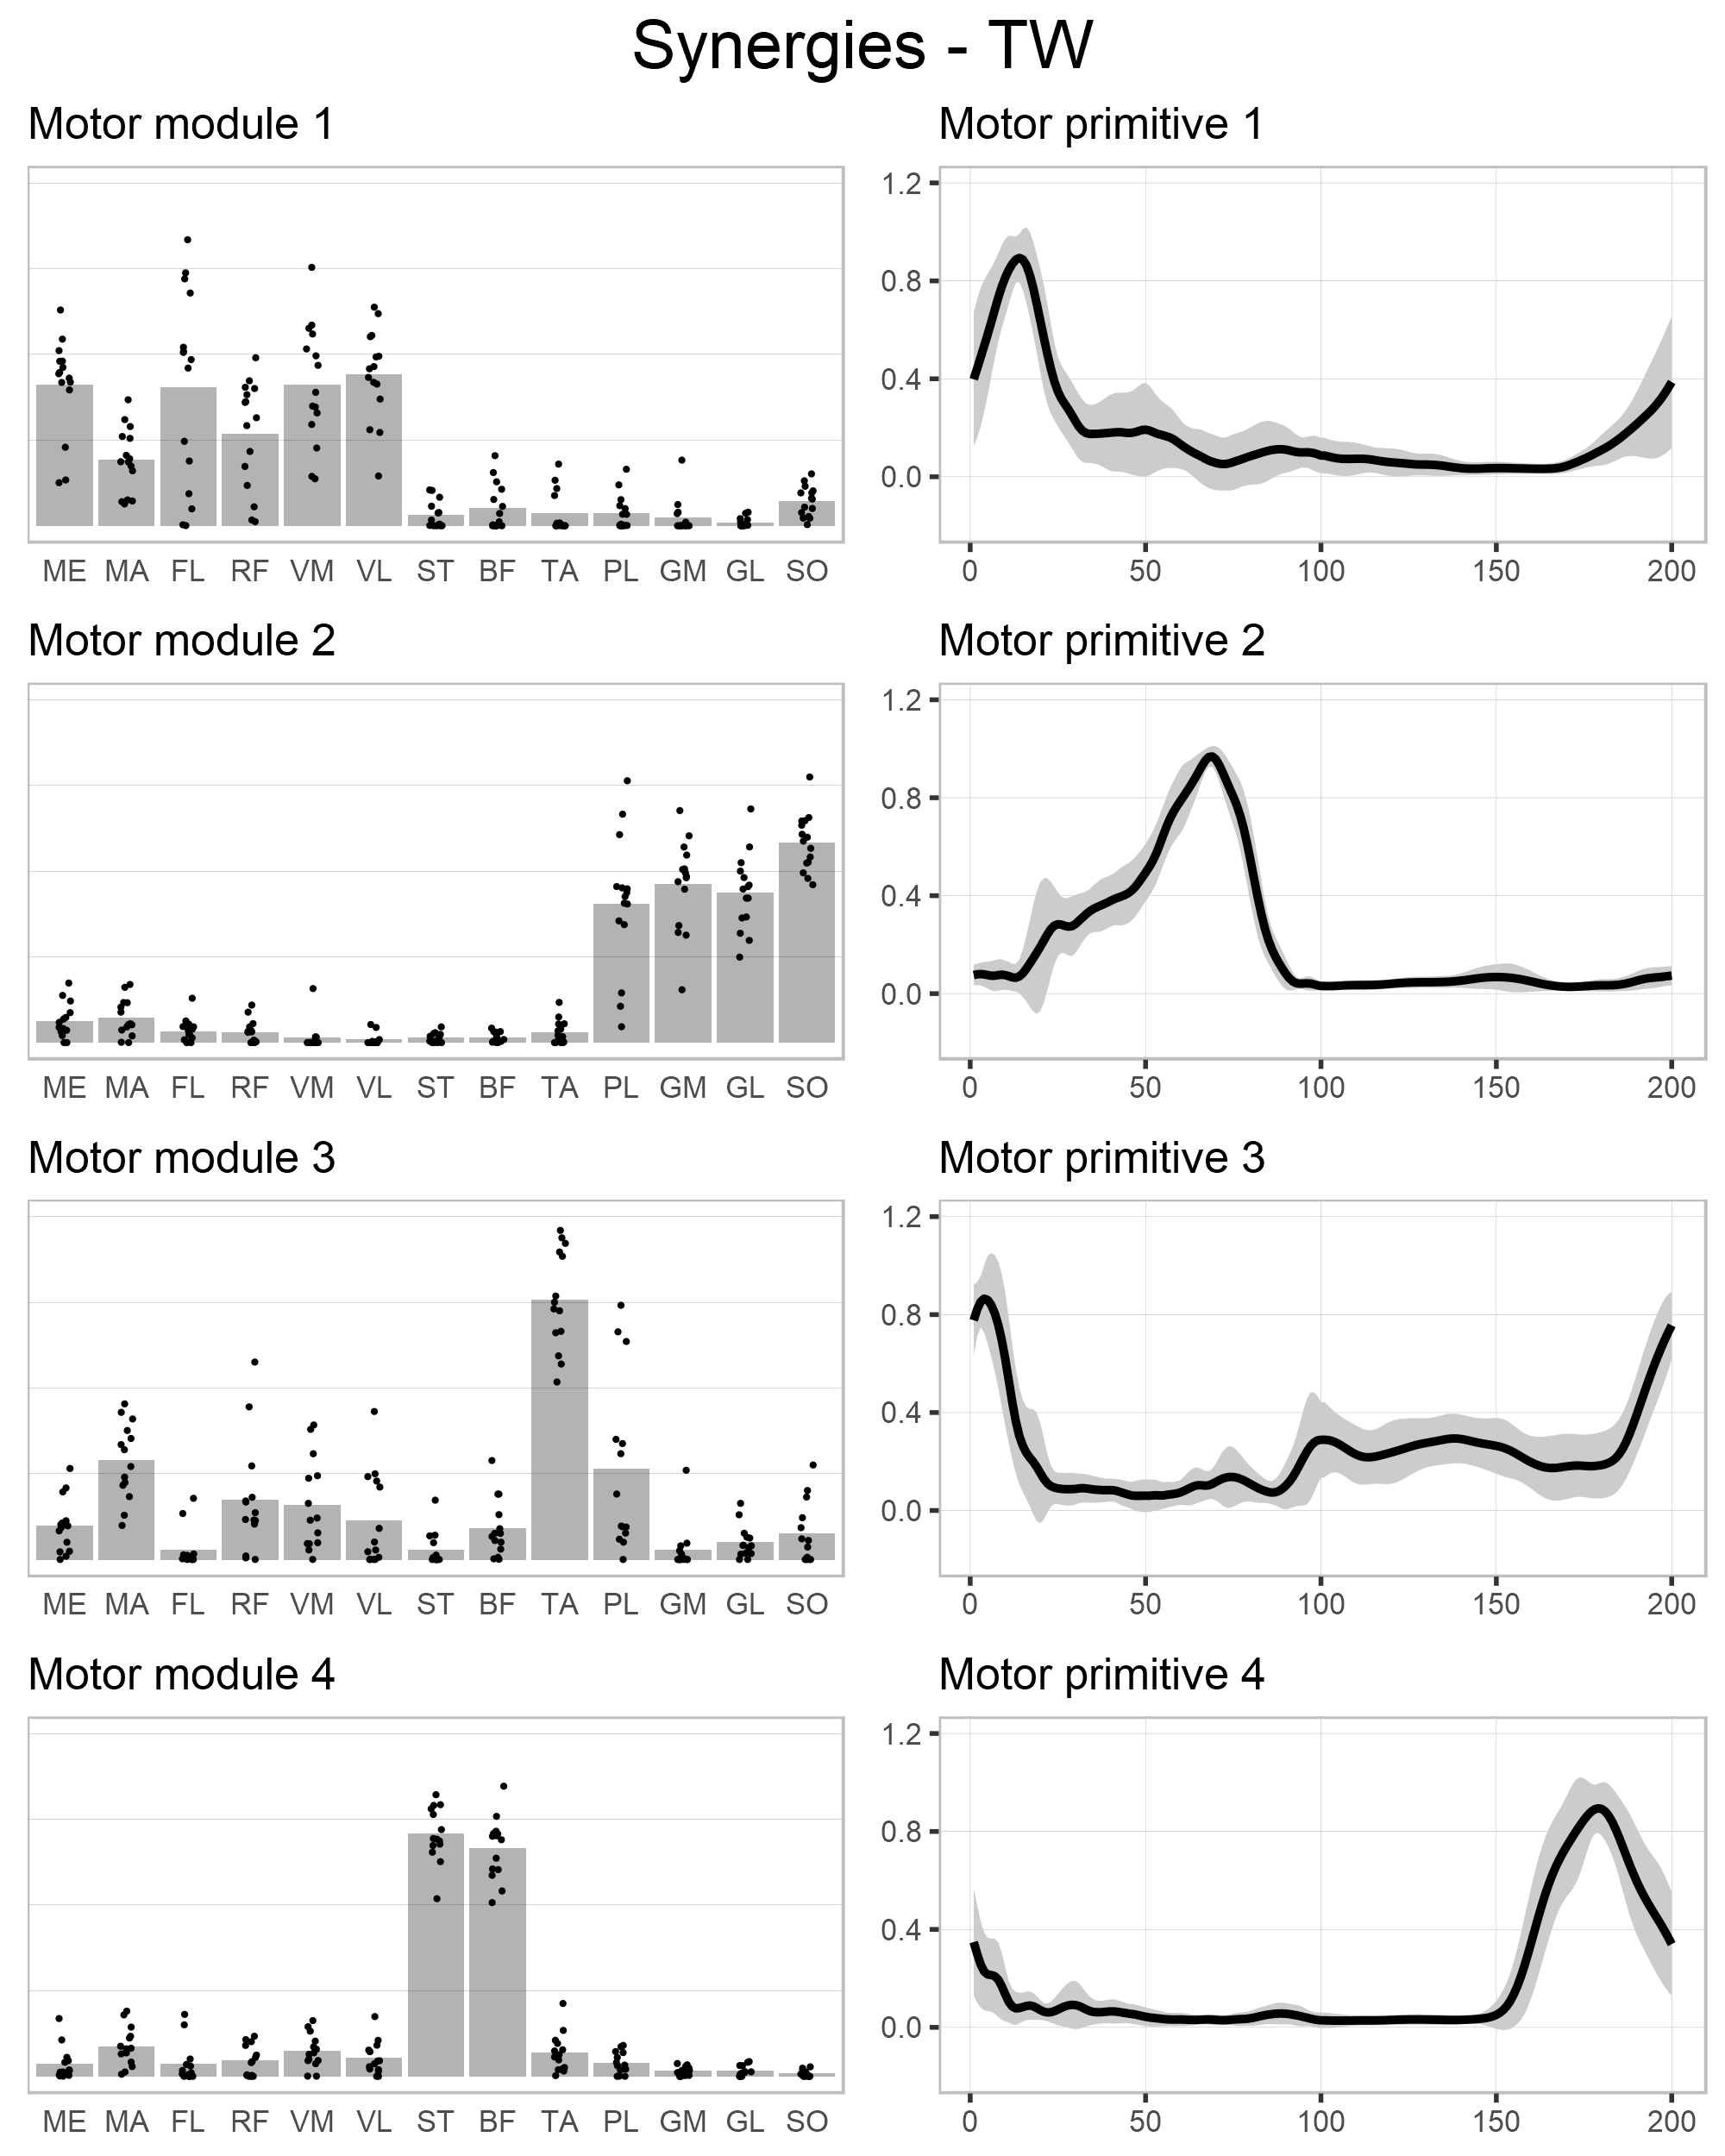 Synergies - TW
Motor module 1
Motor primitive 1
1.2
0.8
0.4
0.0
ME MA FL RF VM VL ST BF TA PL GM GL SO
0 50 100 150 200
Motor module 2
Motor primitive 2
1.2
0.8
0.4
0.0
ME MA FL RF VM VL ST BF TA PL GM GL SO
0 50 100 150 200
Motor module 3
Motor primitive 3
1.2
0.8
0.4
0.0
ME MA FL RF VM VL ST BF TA PL GM GL SO
0 50 100 150 200
Motor module 4
Motor primitive 4
1.2
0.8
0.4
0.0
ME MA FL RF VM VL ST BF TA PL GM GL SO
0 50 100 150 200